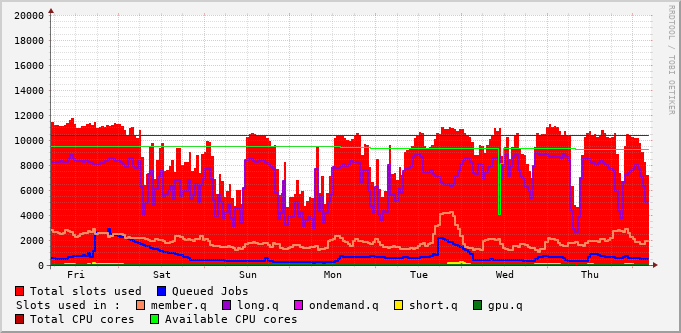 20000
18000
16000
14000
12000
10000
8000
6000
4000
2000
0
Fri Sat Sun Mon Tue Wed Thu
RRDTOOL / TOBI OETIKER
Total slots used Queued Jobs
Slots used in : member.q long.q ondemand.q short.q gpu.q
Total CPU cores Available CPU cores